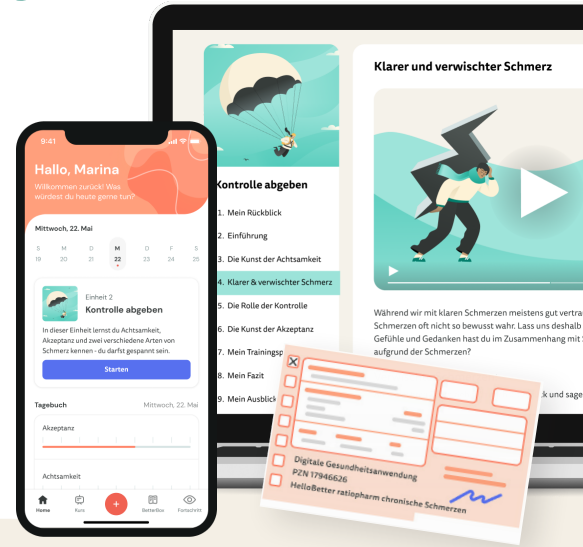 Klarer und verwischter Schmerz
Kontrolle abgeben
1. Mein Rückblick
2. Einführung
3. Die Kunst der Achtsamkeit
4. Klarer & verwischter Schmerz
5. Die Rolle der Kontrolle
6. Die Kunst der Akzeptanz
7. Mein
8. Mein Fazit
9. Mein Ausblick
Während wir mit klaren Schmerzen meistens gut
Schmerzen oft nicht so bewusst wahr. Lass uns deshalb
Gefühle und Gedanken hast du im Zusammenhang mit
aufgrund der Schmerzen?
und sage
9:41
Hallo, Marina
Willkommen zurück! Was
würdest du heute gerne tun?
Mittwoch, 22. Mai
S M D M D F S
19 20 21 22 23 24 25
Einheit 2
Kontrolle abgeben
In dieser Einheit lernst du Achtsamkeit,
Akzeptanz und zwei verschiedene Arten von
Schmerz kennen - du darfst gespannt sein.
Starten
Tagebuch Mittwoch, 22. Mai
Akzeptanz
Achtsamkeit
Home Kurs + BetterBox Fortschritt
Digitale Gesundheitsanwendung
PZN 17946626
HelloBetter ratiopharm chronische Schmerzen